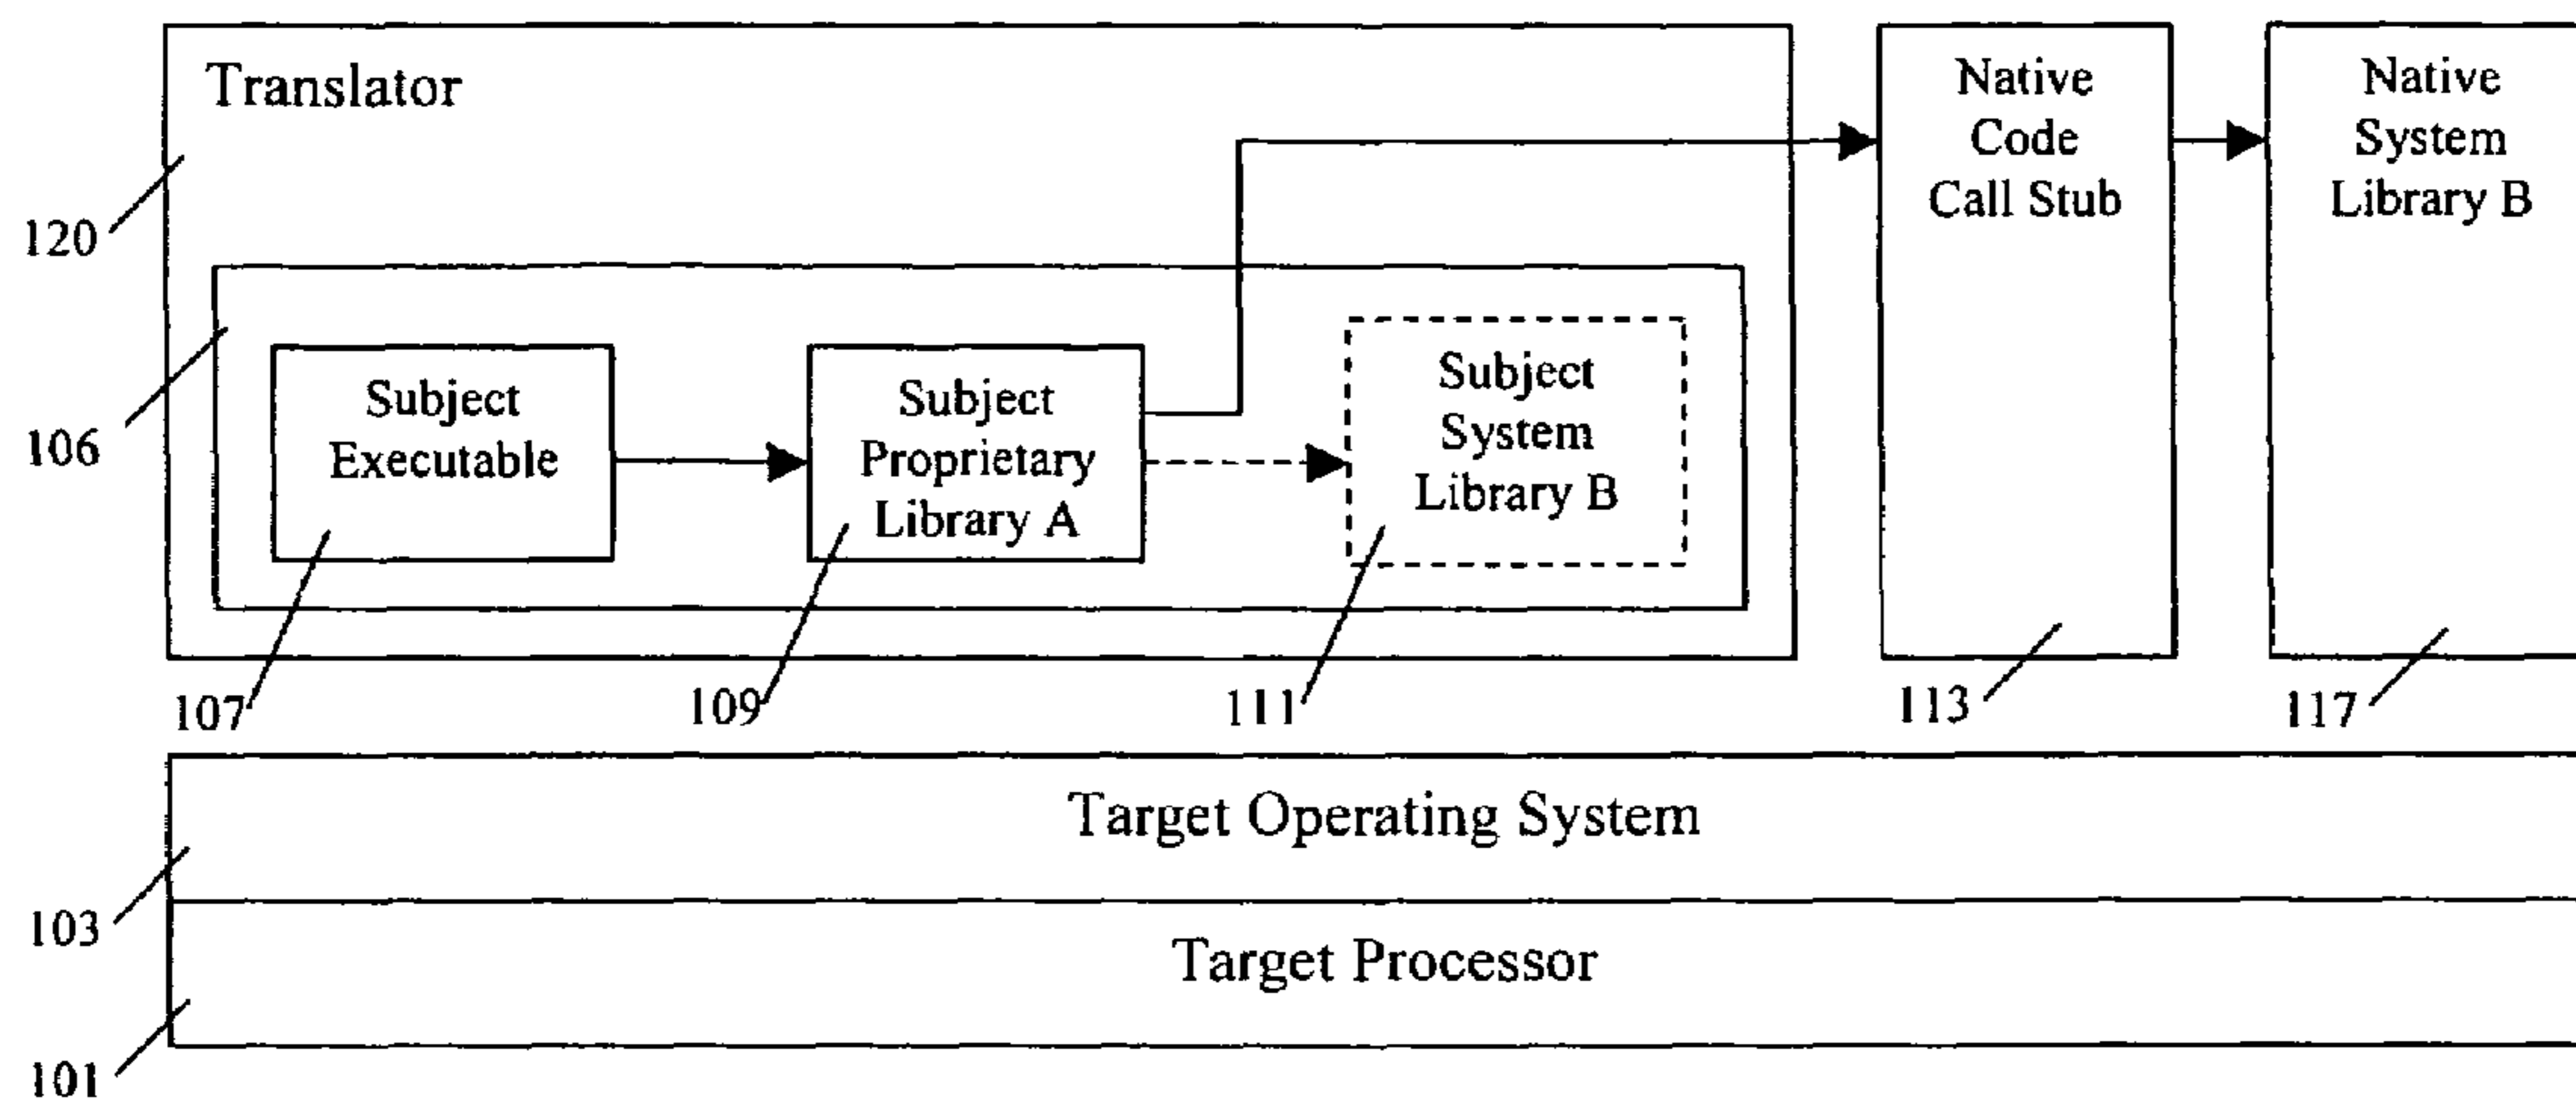 Translator
Native
Code
Call Stub
Native
System
Library B
120
106
Subject
Executable
Subject
Proprietary
Library A
Subject
System
Library B
107
109
111
113
117
Target Operating System
103
Target Processor
101